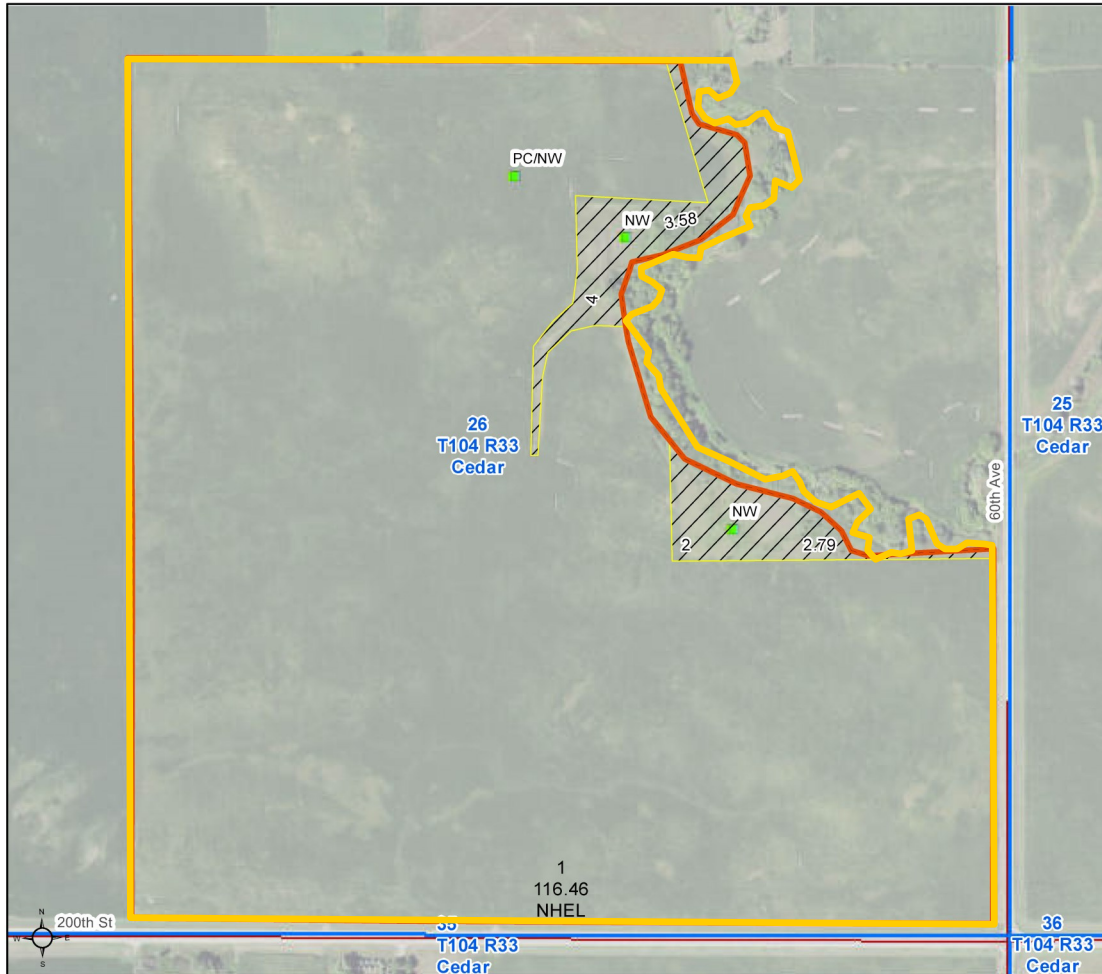 PC/NW
NW
3.58
4
26
T104 R33
Cedar
25
T104 R33
Cedar
60th Ave
NW
2
2.79
1
116.46
NHEL
N
W
E
S
200th St
35
T104 R33
Cedar
36
T104 R33
Cedar